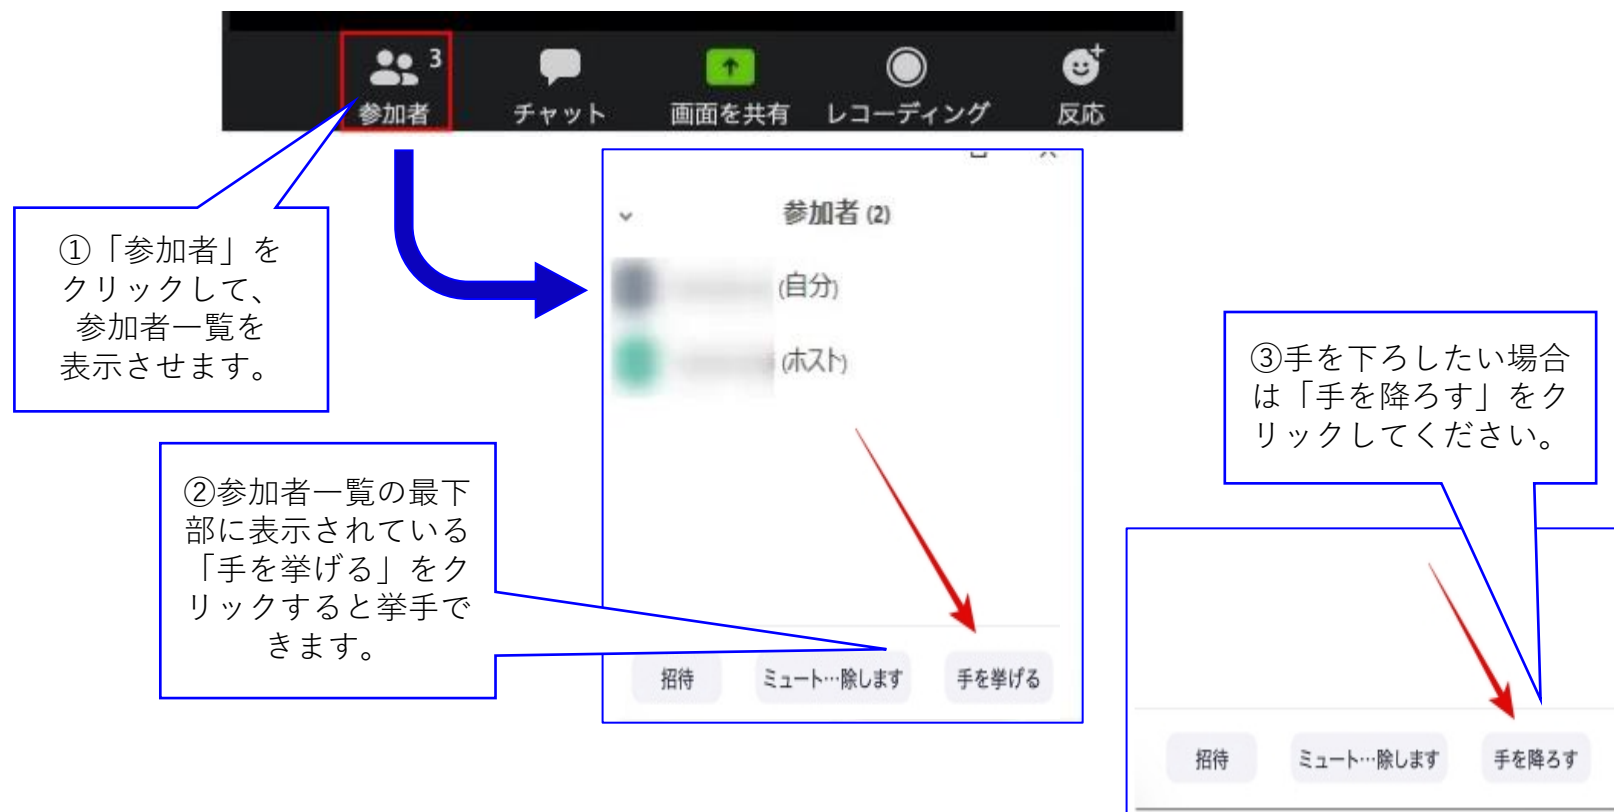 3
参加者
チャット
画面を共有
レコーディング
反応
①「参加者」を
クリックして、
参加者一覧を
表示させます。
参加者 (2)
(自分)
(ホスト)
②参加者一覧の最下
部に表示されている
「手を挙げる」をク
リックすると挙手で
きます。
招待
ミュート…除します
手を挙げる
③手を下ろしたい場合
は「手を降ろす」をク
リックしてください。
招待
ミュート…除します
手を降ろす